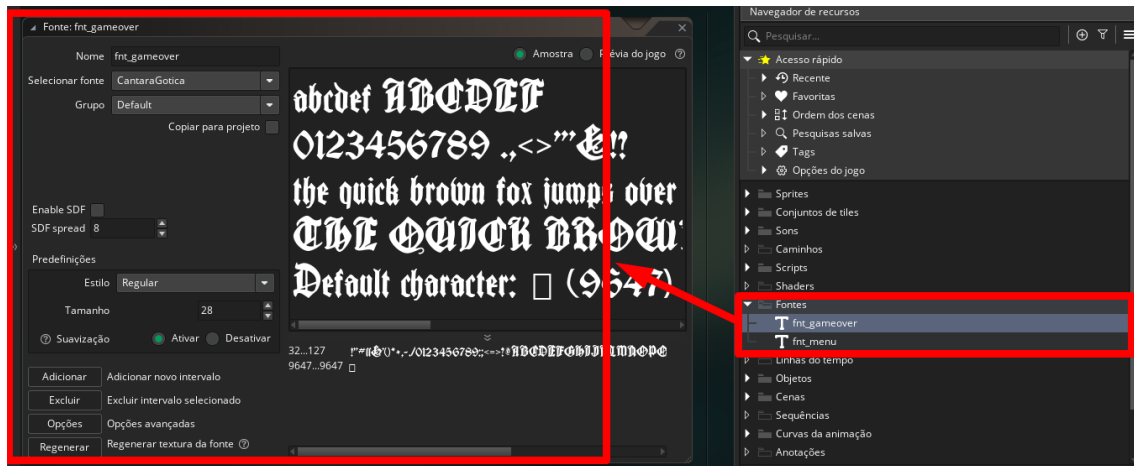 Fonte: fnt_gameover
Nome fnt_gameover
Selecionar fonte CantaraGotica
Grupo Default
Copiar para projeto
Enable SDF
SDF spread 8
Predefinições
Estilo Regular
Tamanho 28
Suavização Ativar Desativar
Adicionar Adicionar novo intervalo
Excluir Excluir intervalo selecionado
Opções Opções avançadas
Regenerar Regenerar textura da fonte
Amostra Prévia do jogo
abcdef ABCDEF
0123456789 .,<>"'&!?
the quick brown fox jumps over
THE QUICK BROW
Default character: □ (9647)
32...127
9647...9647 □
Navegador de recursos
Pesquisar...
Acesso rápido
Recente
Favoritas
Ordem dos cenas
Pesquisas salvas
Tags
Opções do jogo
Sprites
Conjuntos de tiles
Sons
Caminhos
Scripts
Shaders
Fontes
fnt_gameover
fnt_menu
Linhas do tempo
Objetos
Cenas
Sequências
Curvas da animação
Anotações